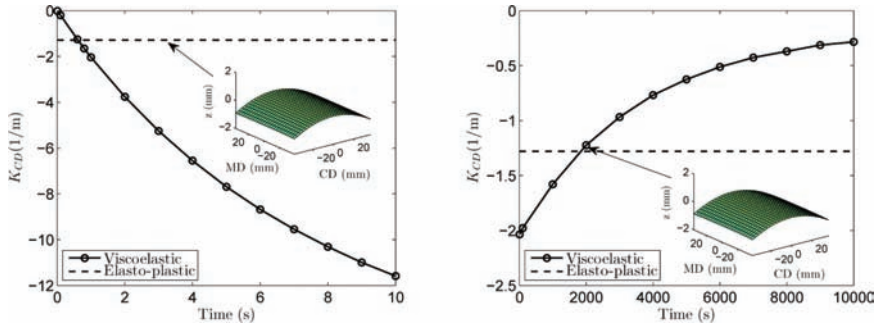 0
−2
−4
−6
−8
−10
−12
K_CD(1/m)
0 2 4 6 8 10
Time (s)
Viscoelastic
Elasto-plastic
2
0
−2
z (mm)
20
0
−20
MD (mm)
−20
0
20
CD (mm)
0
−0.5
−1
−1.5
−2
−2.5
K_CD(1/m)
0 2000 4000 6000 8000 10000
Time (s)
Viscoelastic
Elasto-plastic
2
0
−2
z (mm)
20
0
−20
MD (mm)
−20
0
20
CD (mm)